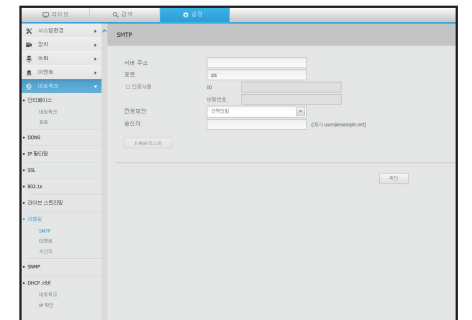 라이브
검색
설정
시스템환경
장치
녹화
이벤트
네트워크
• 인터페이스
네트워크
포트
• DDNS
• IP 필터링
• SSL
• 802.1x
• 라이브 스트리밍
• 이메일
SMTP
이벤트
수신자
• SNMP
• DHCP 서버
네트워크
IP 확인
SMTP
서버 주소
포트 25
인증사용 ID
비밀번호
전송보안 선택안함
송신자 (예시: user@example.net)
E-Mail 테스트
확인